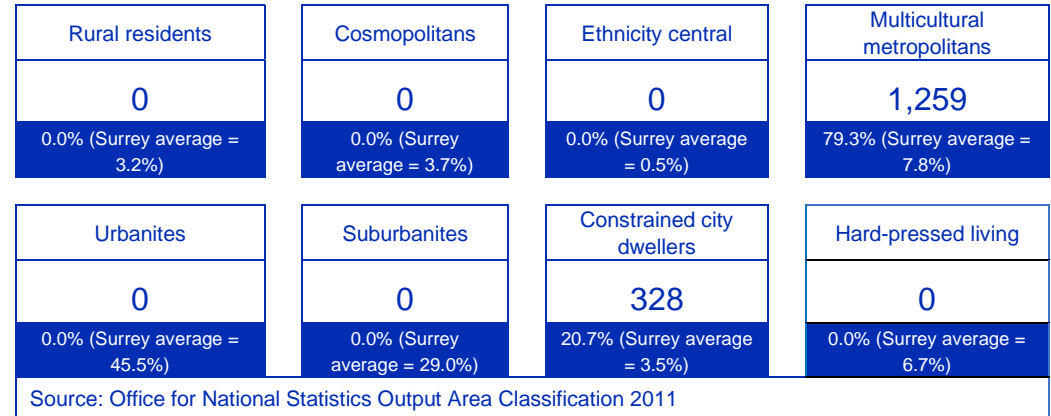 Rural residents
0
0.0% (Surrey average =
3.2%)
Cosmopolitans
0
0.0% (Surrey
average = 3.7%)
Ethnicity central
0
0.0% (Surrey average
= 0.5%)
Multicultural
metropolitans
1,259
79.3% (Surrey average =
7.8%)
Urbanites
0
0.0% (Surrey average =
45.5%)
Suburbanites
0
0.0% (Surrey
average = 29.0%)
Constrained city
dwellers
328
20.7% (Surrey average
= 3.5%)
Hard-pressed living
0
0.0% (Surrey average =
6.7%)
Source: Office for National Statistics Output Area Classification 2011